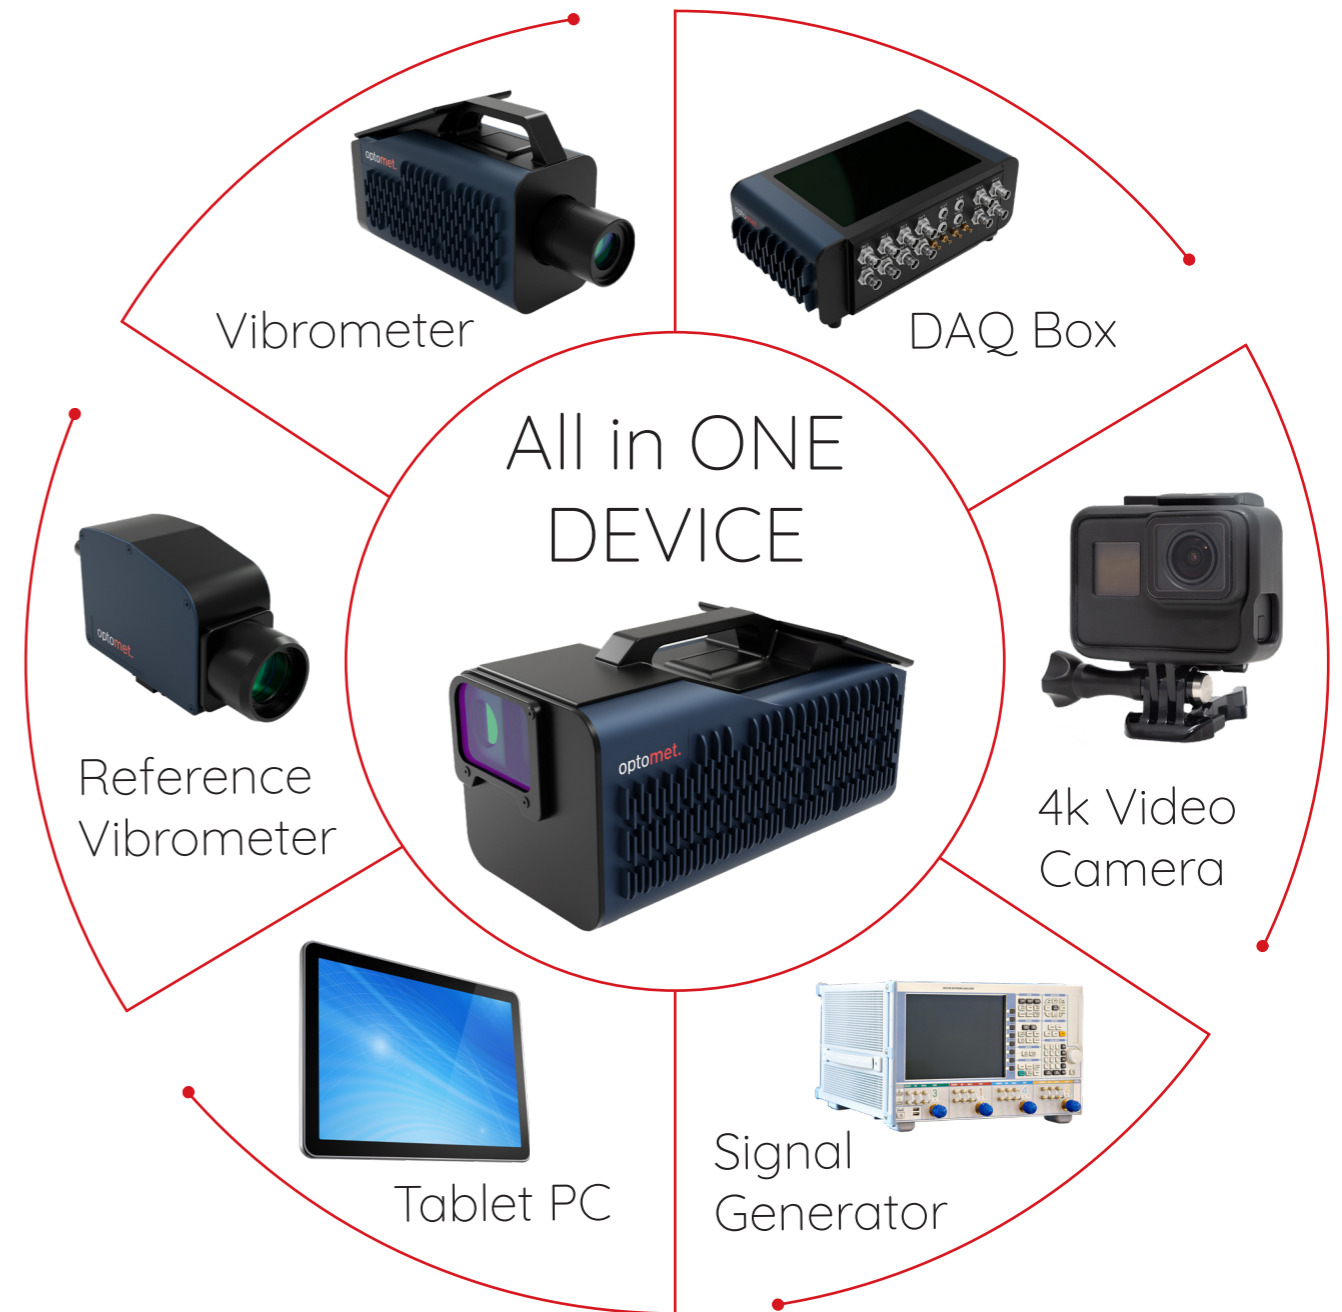 optomet.
Vibrometer
DAQ Box
All in ONE
DEVICE
optomet.
Reference
Vibrometer
optomet.
4k Video
Camera
Tablet PC
Signal
Generator